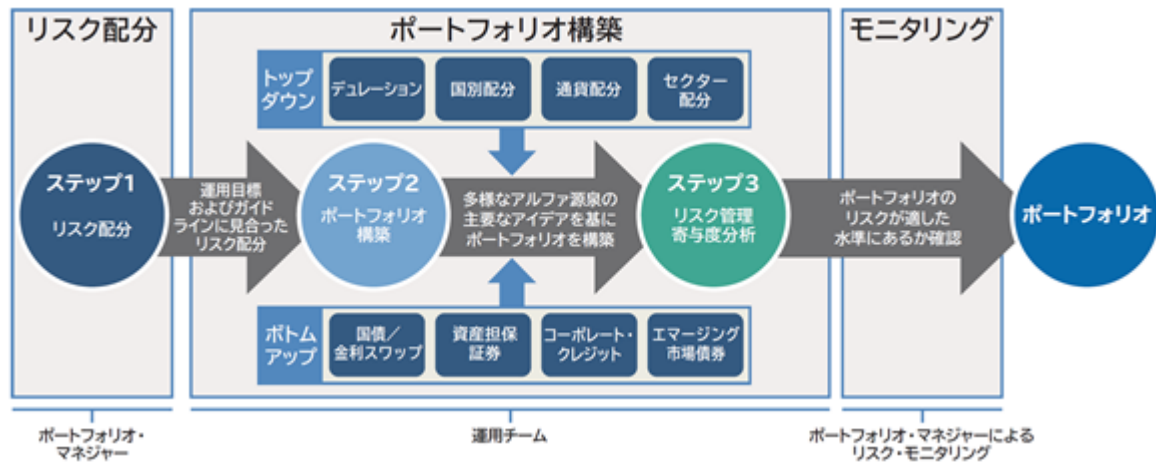 リスク配分
ポートフォリオ構築
モニタリング
トップ
ダウン
デュレーション
国別配分
通貨配分
セクター
配分
ステップ1
リスク配分
運用目標
およびガイド
ラインに見合った
リスク配分
ステップ2
ポートフォリオ
構築
多様なアルファ源泉の
主要なアイデアを基に
ポートフォリオを構築
ステップ3
リスク管理
寄与度分析
ポートフォリオの
リスクが適した
水準にあるか確認
ポートフォリオ
ボトム
アップ
国債／
金利スワップ
資産担保
証券
コーポレート・
クレジット
エマージング
市場債券
ポートフォリオ・
マネジャー
運用チーム
ポートフォリオ・マネジャーによる
リスク・モニタリング